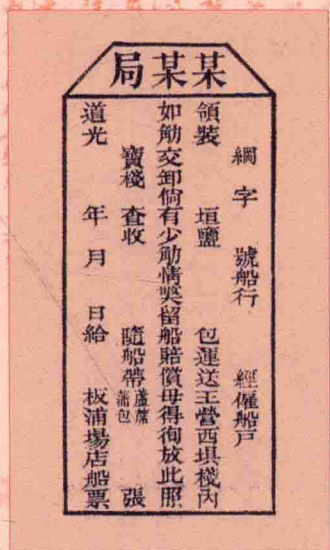 某某局
綱 字 號船行 經僱船戶
領裝 垣鹽 包運送王營西埧棧內
如觔交卸倘有少觔情獘留船賠償毋得徇放此照
寶棧 查收 隨船帶 蘆蓆 蒲包 張
道光 年 月 日給 板浦場店船票